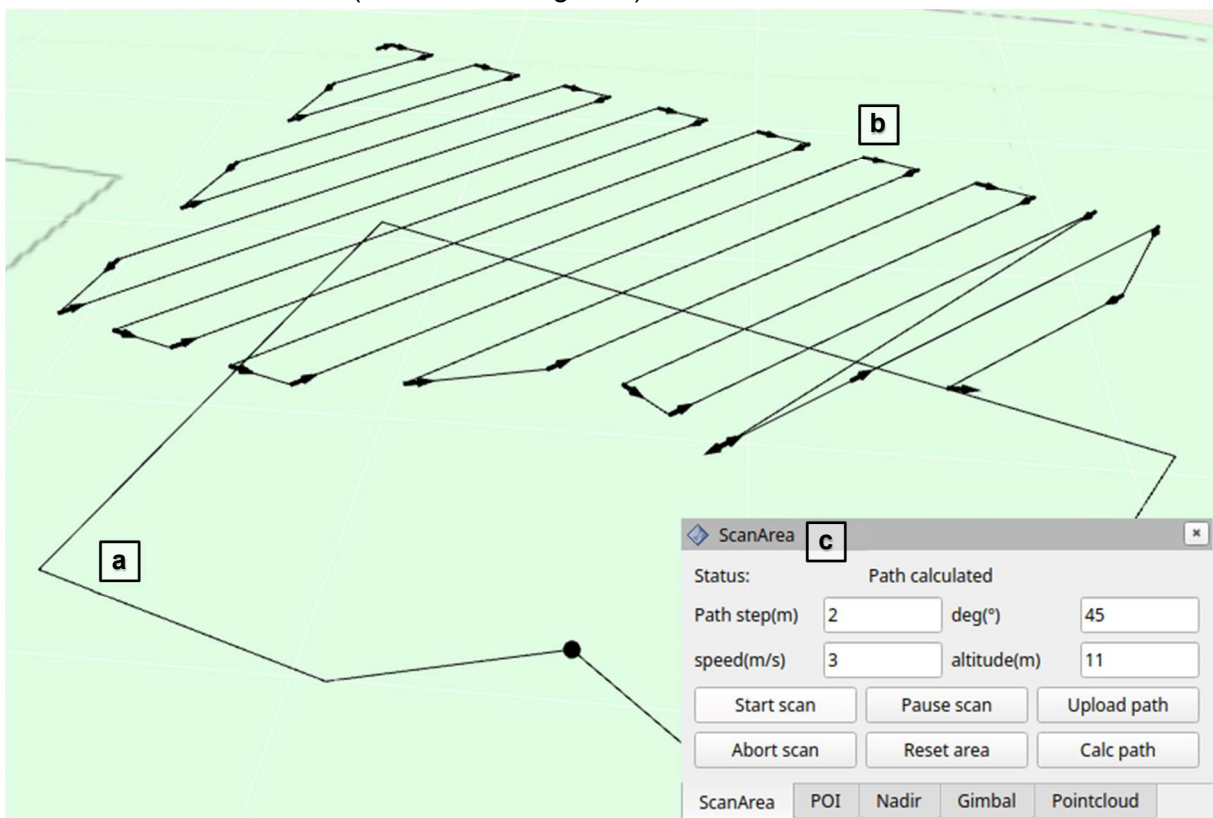 b
a
ScanArea c
Status: Path calculated
Path step(m) 2 deg(°) 45
speed(m/s) 3 altitude(m) 11
Start scan Pause scan Upload path
Abort scan Reset area Calc path
ScanArea POI Nadir Gimbal Pointcloud